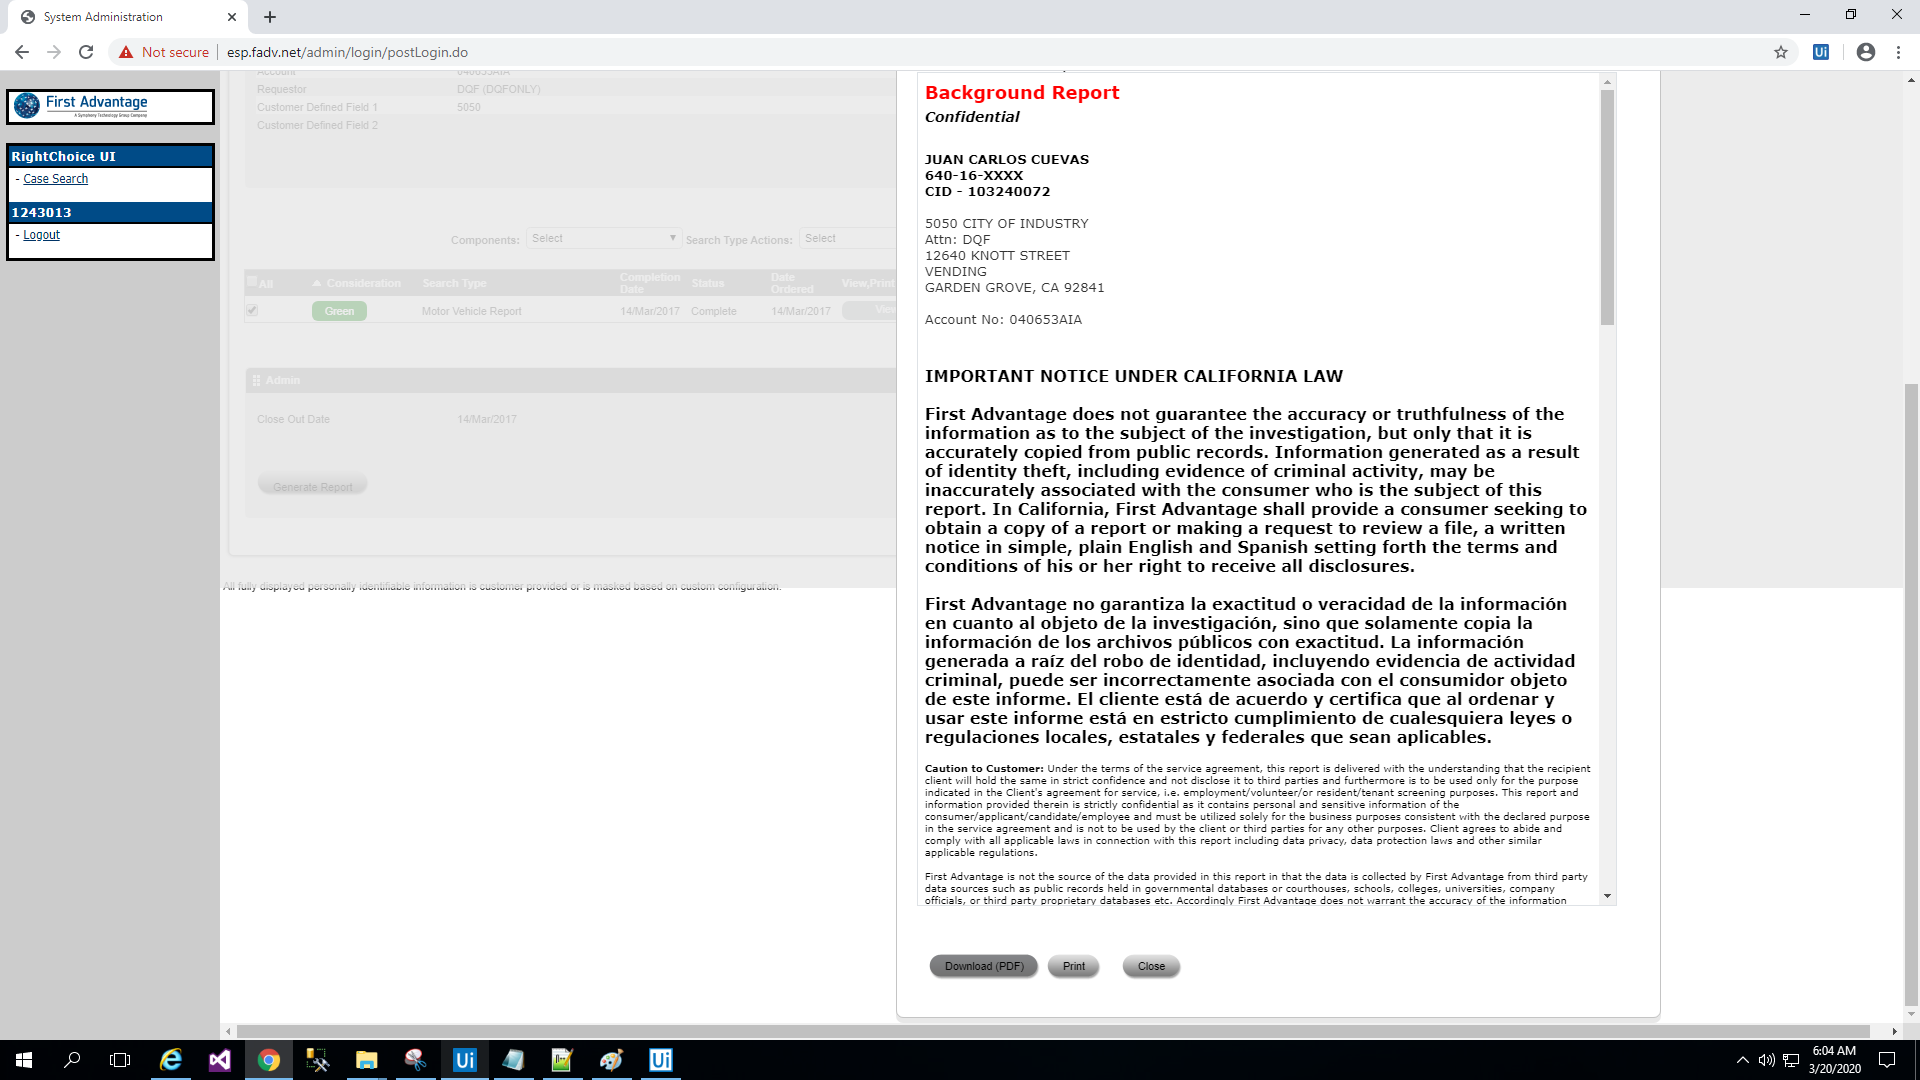 System Administration
Not secure
esp.fadv.net/admin/login/postLogin.do
Ui
First Advantage
A Symphony Technology Group Company
RightChoice UI
- Case Search
1243013
- Logout
Account 040653AIA
Requestor DQF (DQFONLY)
Customer Defined Field 1 5050
Customer Defined Field 2
Components: Select Search Type Actions: Select
All Consideration Search Type Completion Date Status Date Ordered View,Print
Green Motor Vehicle Report 14/Mar/2017 Complete 14/Mar/2017 View
Admin
Close Out Date 14/Mar/2017
Generate Report
All fully displayed personally identifiable information is customer provided or is masked based on custom configuration.
Background Report
Confidential
JUAN CARLOS CUEVAS
640-16-XXXX
CID - 103240072
5050 CITY OF INDUSTRY
Attn: DQF
12640 KNOTT STREET
VENDING
GARDEN GROVE, CA 92841
Account No: 040653AIA
IMPORTANT NOTICE UNDER CALIFORNIA LAW
First Advantage does not guarantee the accuracy or truthfulness of the
information as to the subject of the investigation, but only that it is
accurately copied from public records. Information generated as a result
of identity theft, including evidence of criminal activity, may be
inaccurately associated with the consumer who is the subject of this
report. In California, First Advantage shall provide a consumer seeking to
obtain a copy of a report or making a request to review a file, a written
notice in simple, plain English and Spanish setting forth the terms and
conditions of his or her right to receive all disclosures.
First Advantage no garantiza la exactitud o veracidad de la información
en cuanto al objeto de la investigación, sino que solamente copia la
información de los archivos públicos con exactitud. La información
generada a raíz del robo de identidad, incluyendo evidencia de actividad
criminal, puede ser incorrectamente asociada con el consumidor objeto
de este informe. El cliente está de acuerdo y certifica que al ordenar y
usar este informe está en estricto cumplimiento de cualesquiera leyes o
regulaciones locales, estatales y federales que sean aplicables.
Caution to Customer: Under the terms of the service agreement, this report is delivered with the understanding that the recipient
client will hold the same in strict confidence and not disclose it to third parties and furthermore is to be used only for the purpose
indicated in the Client's agreement for service, i.e. employment/volunteer/or resident/tenant screening purposes. This report and
information provided therein is strictly confidential as it contains personal and sensitive information of the
consumer/applicant/candidate/employee and must be utilized solely for the business purposes consistent with the declared purpose
in the service agreement and is not to be used by the client or third parties for any other purposes. Client agrees to abide and
comply with all applicable laws in connection with this report including data privacy, data protection laws and other similar
applicable regulations.
First Advantage is not the source of the data provided in this report in that the data is collected by First Advantage from third party
data sources such as public records held in governmental databases or courthouses, schools, colleges, universities, company
officials, or third party proprietary databases etc. Accordingly First Advantage does not warrant the accuracy of the information
Download (PDF) Print Close
Ui
Ui
6:04 AM
3/20/2020